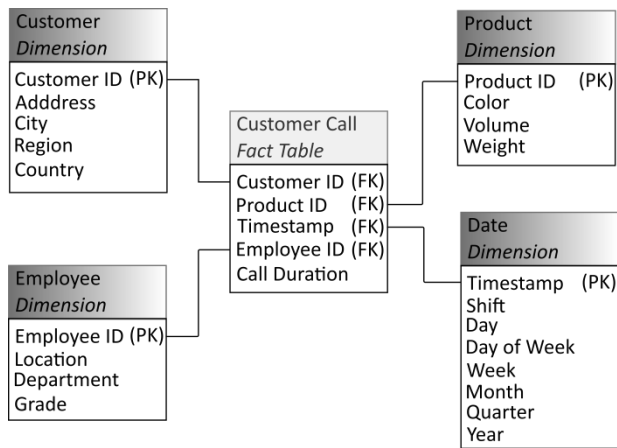 Customer
Dimension
Customer ID (PK)
Adddress
City
Region
Country
Product
Dimension
Product ID (PK)
Color
Volume
Weight
Customer Call
Fact Table
Customer ID (FK)
Product ID (FK)
Timestamp (FK)
Employee ID (FK)
Call Duration
Employee
Dimension
Employee ID (PK)
Location
Department
Grade
Date
Dimension
Timestamp (PK)
Shift
Day
Day of Week
Week
Month
Quarter
Year